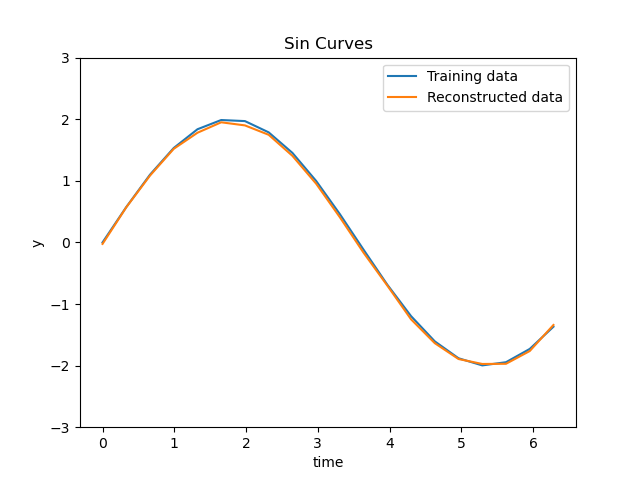 Sin Curves
Training data
Reconstructed data
3
2
1
0
−1
−2
−3
y
0 1 2 3 4 5 6
time